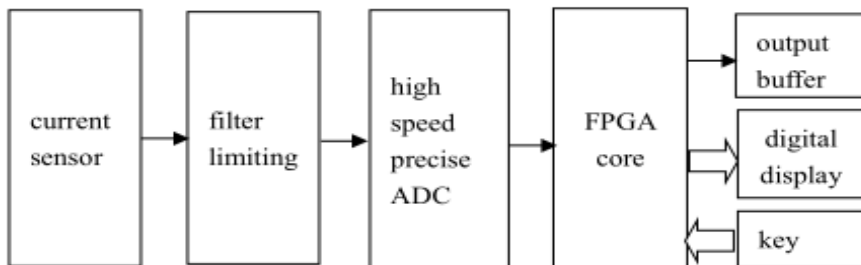 current
sensor
filter
limiting
high
speed
precise
ADC
FPGA
core
output
buffer
digital
display
key